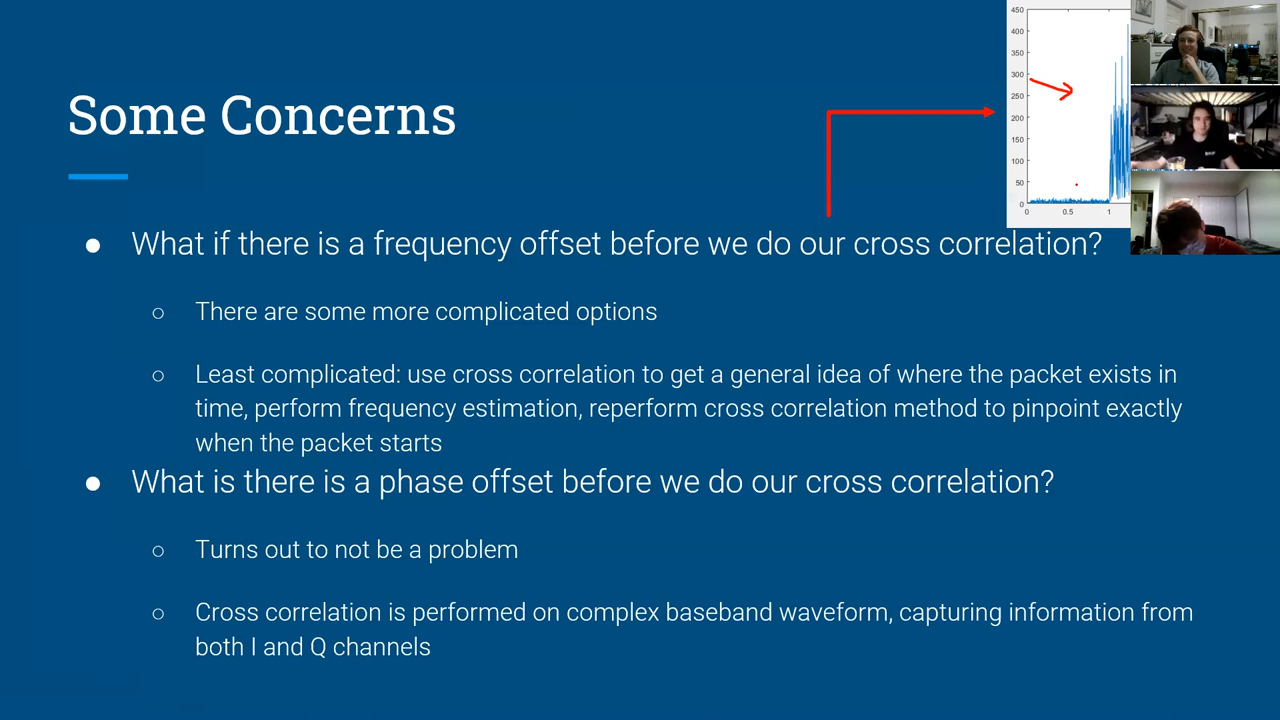 Some Concerns
450
400
350
300
250
200
150
100
50
0
0 0.5 1
● What if there is a frequency offset before we do our cross correlation?
○ There are some more complicated options
○ Least complicated: use cross correlation to get a general idea of where the packet exists in
time, perform frequency estimation, reperform cross correlation method to pinpoint exactly
when the packet starts
● What is there is a phase offset before we do our cross correlation?
○ Turns out to not be a problem
○ Cross correlation is performed on complex baseband waveform, capturing information from
both I and Q channels